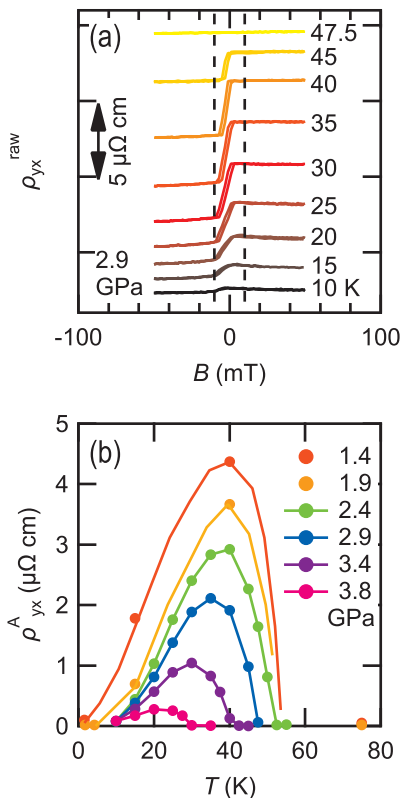 (a)
47.5
45
40
35
30
25
20
15
10 K
ρyx raw
5 μΩ cm
2.9
GPa
-100 0 100
B (mT)
(b)
5
4
3
2
1
0
ρAyx (μΩ cm)
1.4
1.9
2.4
2.9
3.4
3.8
GPa
0 20 40 60 80
T (K)